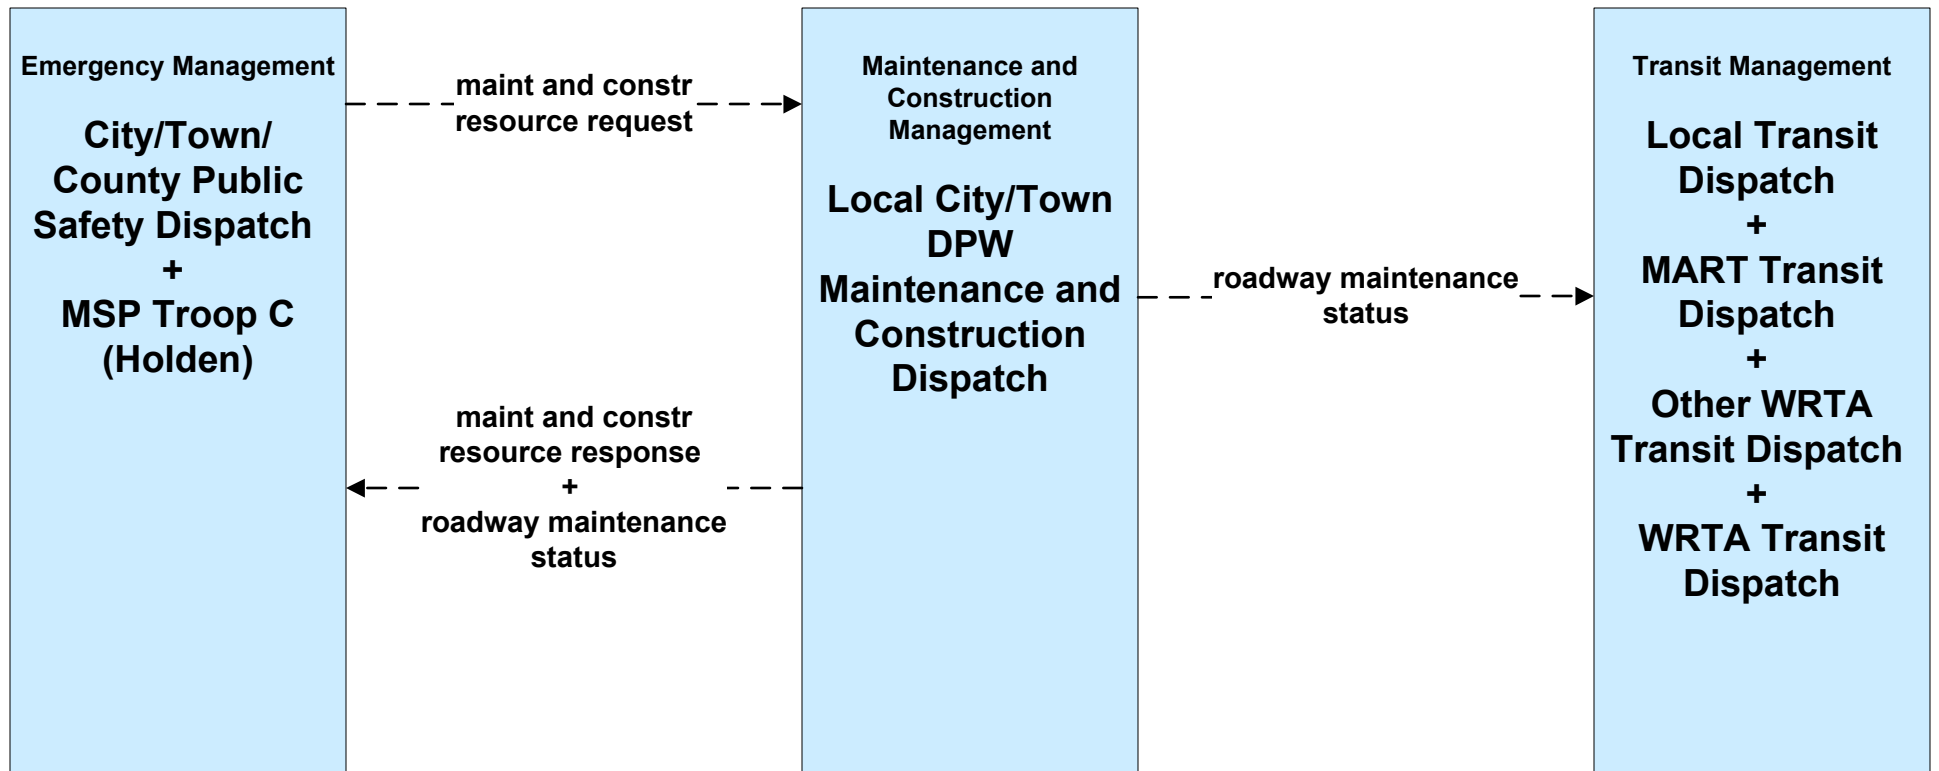 Emergency Management
City/Town/
County Public
Safety Dispatch
+
MSP Troop C
(Holden)
maint and constr
resource request
maint and constr
resource response
+
roadway maintenance
status
Maintenance and
Construction
Management
Local City/Town
DPW
Maintenance and
Construction
Dispatch
roadway maintenance
status
Transit Management
Local Transit
Dispatch
+
MART Transit
Dispatch
+
Other WRTA
Transit Dispatch
+
WRTA Transit
Dispatch